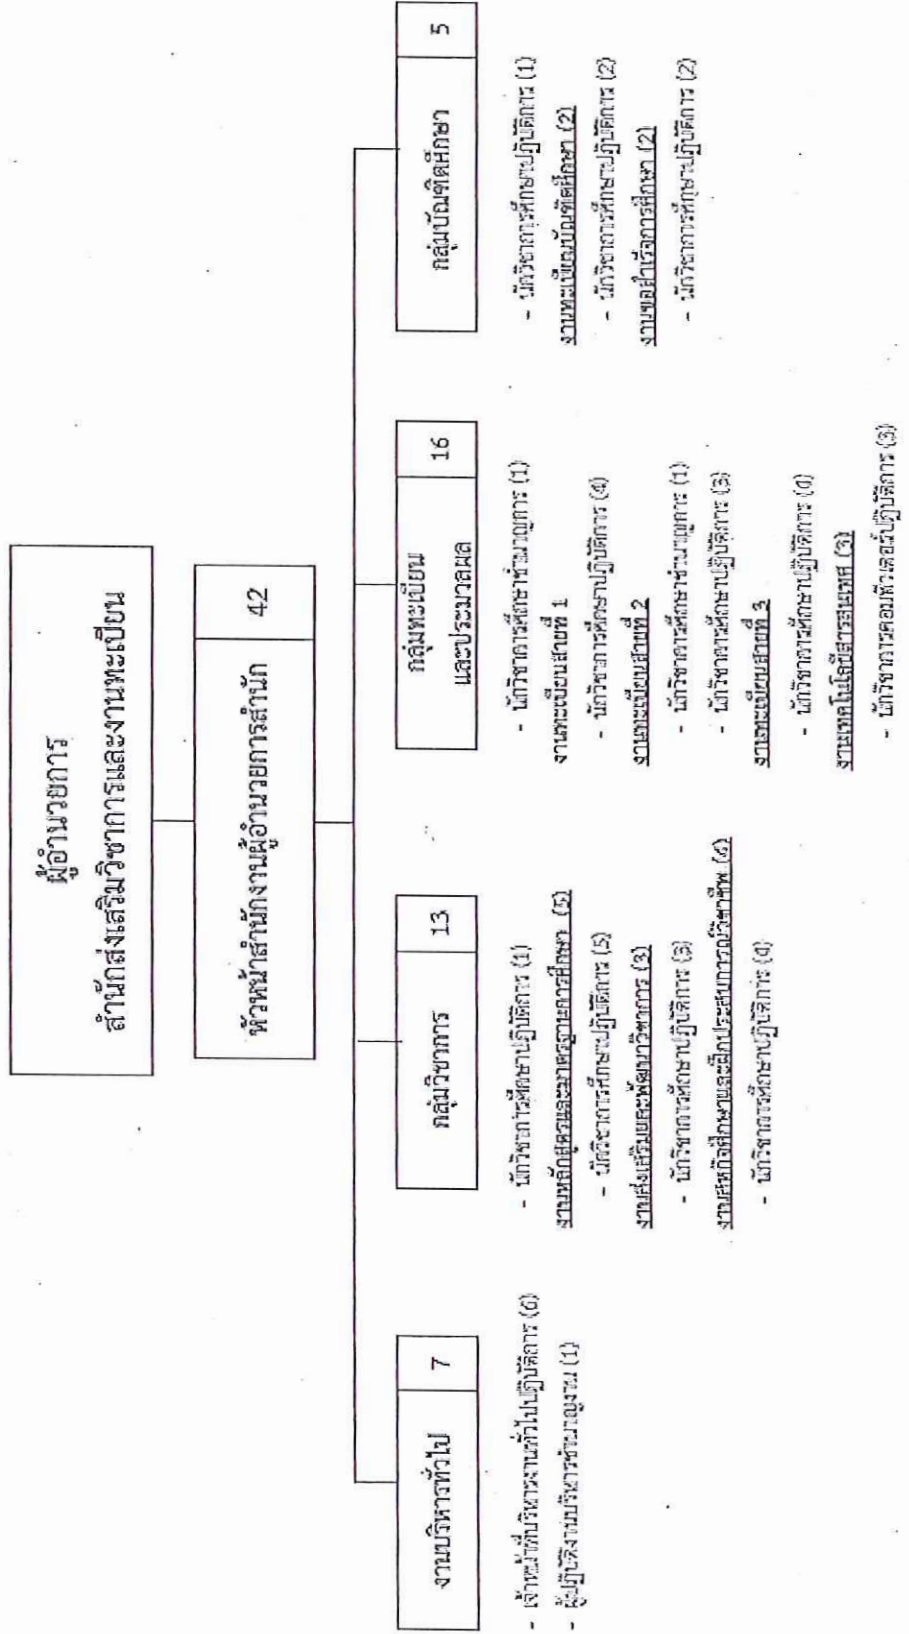 ผู้อำนวยการ
สำนักส่งเสริมวิชาการและงานทะเบียน
หัวหน้าสำนักงานผู้อำนวยการสำนัก 42
งานบริหารทั่วไป 7
- เจ้าหน้าที่บริหารงานทั่วไปปฏิบัติการ (6)
- ผู้ปฏิบัติงานบริหารชำนาญงาน (1)
กลุ่มวิชาการ 13
- นักวิชาการศึกษาปฏิบัติการ (1)
งานหลักสูตรและมาตรฐานการศึกษา (5)
- นักวิชาการศึกษาปฏิบัติการ (5)
งานส่งเสริมและพัฒนาวิชาการ (3)
- นักวิชาการศึกษาปฏิบัติการ (3)
งานสหกิจศึกษาและฝึกประสบการณ์วิชาชีพ (4)
- นักวิชาการศึกษาปฏิบัติการ (4)
กลุ่มทะเบียน
และประมวลผล 16
- นักวิชาการศึกษาชำนาญการ (1)
งานทะเบียนสายที่ 1
- นักวิชาการศึกษาปฏิบัติการ (4)
งานทะเบียนสายที่ 2
- นักวิชาการศึกษาชำนาญการ (1)
- นักวิชาการศึกษาปฏิบัติการ (3)
งานทะเบียนสายที่ 3
- นักวิชาการศึกษาปฏิบัติการ (4)
งานเทคโนโลยีสารสนเทศ (3)
- นักวิชาการคอมพิวเตอร์ปฏิบัติการ (3)
กลุ่มบัณฑิตศึกษา 5
- นักวิชาการศึกษาปฏิบัติการ (1)
งานทะเบียนบัณฑิตศึกษา (2)
- นักวิชาการศึกษาปฏิบัติการ (2)
งานขอสำเร็จการศึกษา (2)
- นักวิชาการศึกษาปฏิบัติการ (2)